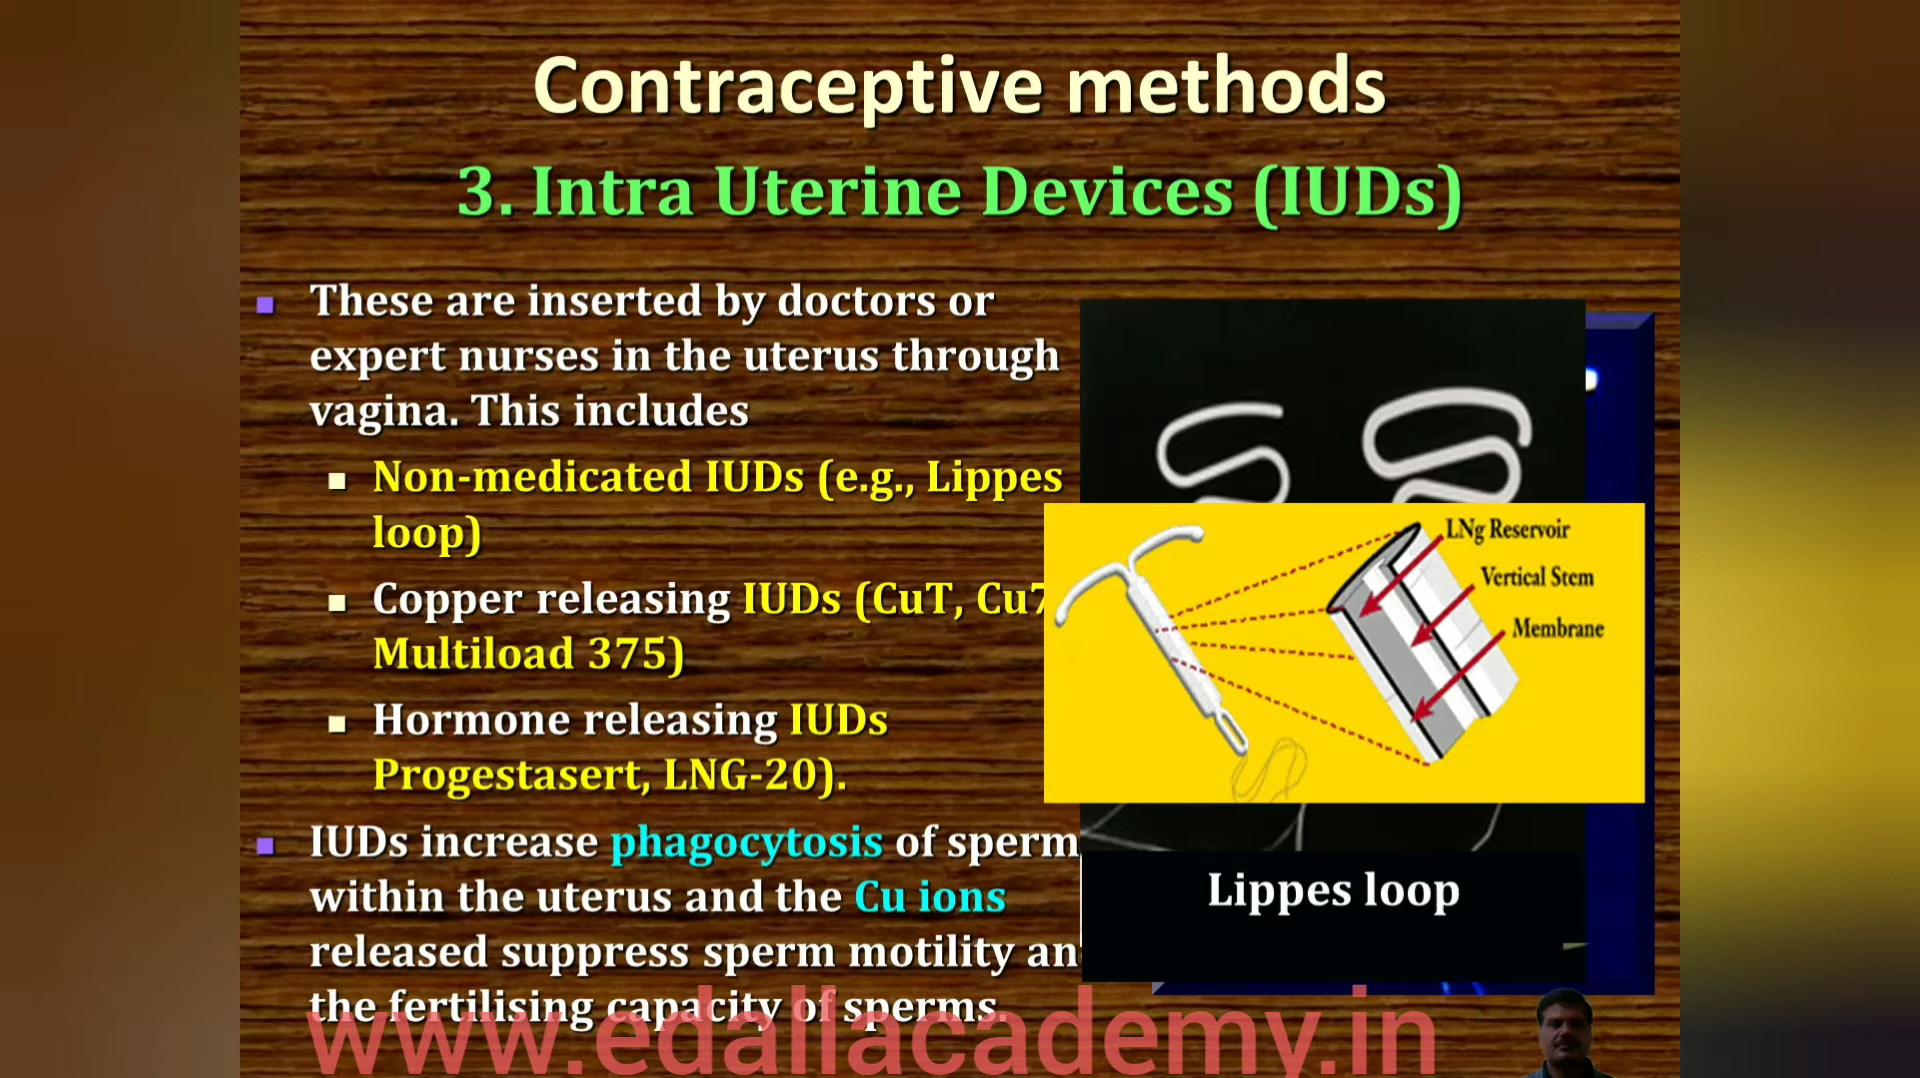 Contraceptive methods
3. Intra Uterine Devices (IUDs)
These are inserted by doctors or
expert nurses in the uterus through
vagina. This includes
Non-medicated IUDs (e.g., Lippes
loop)
Copper releasing IUDs (CuT, Cu7
Multiload 375)
Hormone releasing IUDs
Progestasert, LNG-20).
IUDs increase phagocytosis of sperm
within the uterus and the Cu ions
released suppress sperm motility an
the fertilising capacity of sperms.
LNg Reservoir
Vertical Stem
Membrane
Lippes loop
www.edallacademy.in